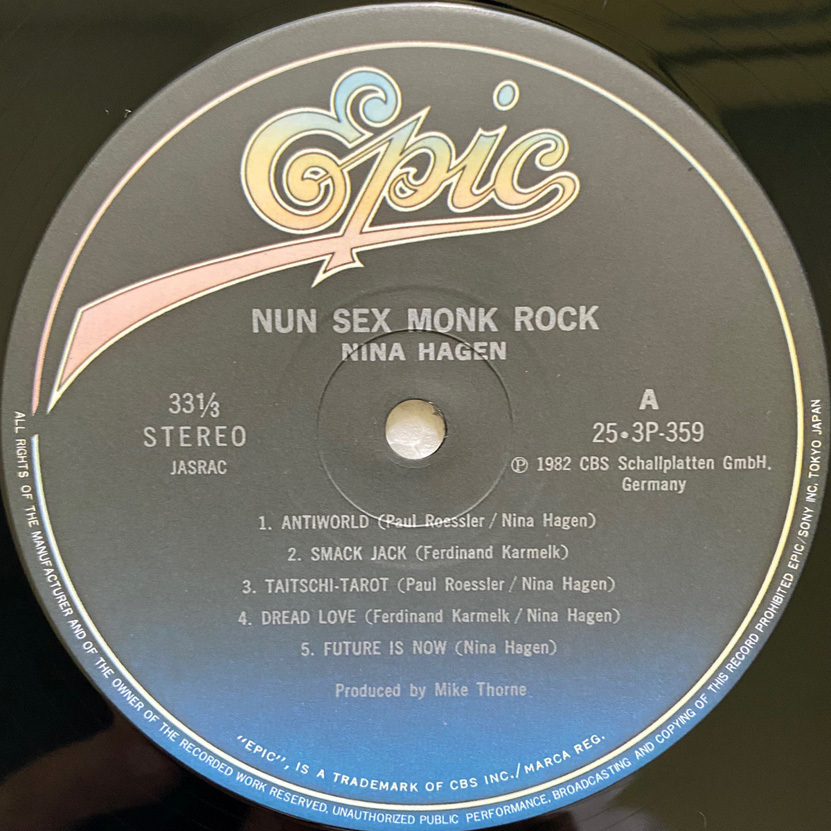 Epic
NUN SEX MONK ROCK
NINA HAGEN
33⅓
STEREO
JASRAC
A
25•3P-359
Ⓟ 1982 CBS Schallplatten GmbH.
Germany
1. ANTIWORLD (Paul Roessler / Nina Hagen)
2. SMACK JACK (Ferdinand Karmelk)
3. TAITSCHI-TAROT (Paul Roessler / Nina Hagen)
4. DREAD LOVE (Ferdinand Karmelk / Nina Hagen)
5. FUTURE IS NOW (Nina Hagen)
Produced by Mike Thorne
"EPIC", IS A TRADEMARK OF CBS INC./MARCA REG.
ALL RIGHTS OF THE MANUFACTURER AND OF THE OWNER OF THE RECORDED WORK RESERVED, UNAUTHORIZED PUBLIC PERFORMANCE, BROADCASTING AND COPYING OF THIS RECORD PROHIBITED EPIC/SONY INC. TOKYO JAPAN